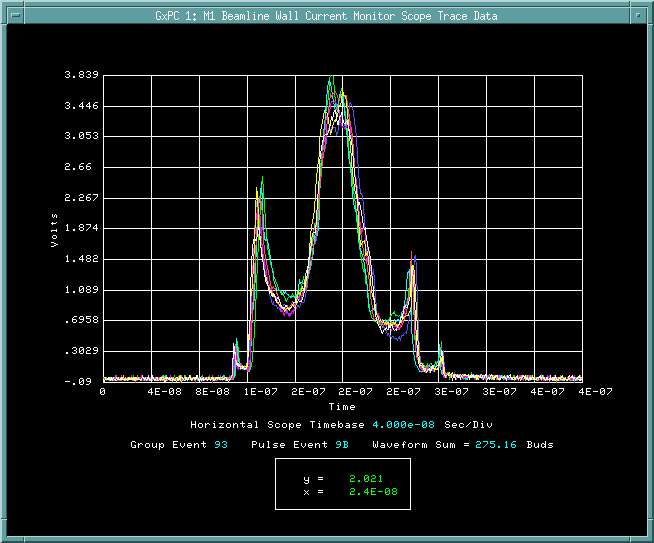 GxPC 1: M1 Beamline Wall Current Monitor Scope Trace Data
3.839
3.446
3.053
2.66
2.267
1.874
1.482
1.089
.6958
.3029
-.09
Volts
0 4E-08 8E-08 1E-07 2E-07 2E-07 2E-07 3E-07 3E-07 4E-07 4E-07
Time
Horizontal Scope Timebase 4.000e-08 Sec/Div
Group Event 93 Pulse Event 9B Waveform Sum = 275.16 Buds
y = 2.021
x = 2.4E-08